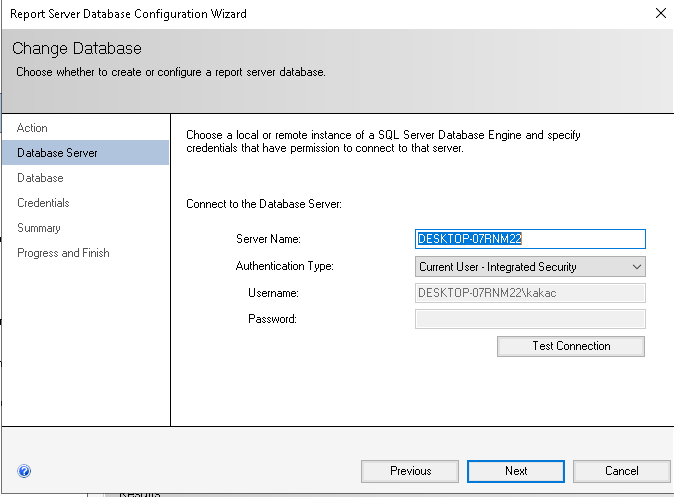 Report Server Database Configuration Wizard
Change Database
Choose whether to create or configure a report server database.
Action
Database Server
Database
Credentials
Summary
Progress and Finish
Choose a local or remote instance of a SQL Server Database Engine and specify
credentials that have permission to connect to that server.
Connect to the Database Server:
Server Name:
DESKTOP-07RNM22
Authentication Type:
Current User - Integrated Security
Username:
DESKTOP-07RNM22\kakac
Password:
Test Connection
Previous
Next
Cancel
Results